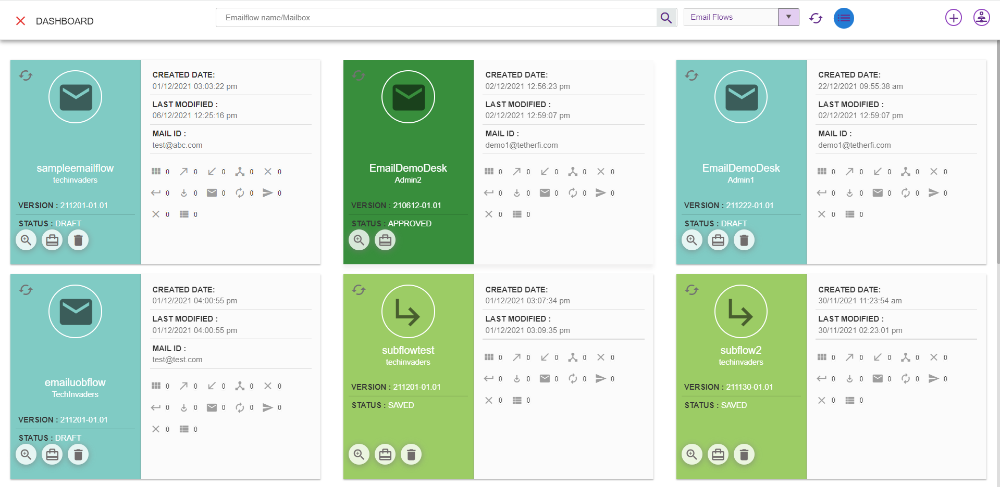 DASHBOARD
Emailflow name/Mailbox
Email Flows
sampleemailflow
techinvaders
VERSION : 211201-01.01
STATUS : DRAFT
CREATED DATE:
01/12/2021 03:03:22 pm
LAST MODIFIED :
06/12/2021 12:25:16 pm
MAIL ID :
test@abc.com
0 0 0 0 0
0 0 0 0 0
0 0
EmailDemoDesk
Admin2
VERSION : 210612-01.01
STATUS : APPROVED
CREATED DATE:
02/12/2021 12:56:23 pm
LAST MODIFIED :
02/12/2021 12:59:07 pm
MAIL ID :
demo1@tetherfi.com
0 0 0 0 0
0 0 0 0 0
0 0
EmailDemoDesk
Admin1
VERSION : 211222-01.01
STATUS : DRAFT
CREATED DATE:
22/12/2021 09:55:38 am
LAST MODIFIED :
02/12/2021 12:59:07 pm
MAIL ID :
demo1@tetherfi.com
0 0 0 0 0
0 0 0 0 0
0 0
emailuobflow
TechInvaders
VERSION : 211201-01.01
STATUS : DRAFT
CREATED DATE:
01/12/2021 04:00:55 pm
LAST MODIFIED :
01/12/2021 04:00:55 pm
MAIL ID :
test@test.com
0 0 0 0 0
0 0 0 0 0
0 0
subflowtest
techinvaders
VERSION : 211201-01.01
STATUS : SAVED
CREATED DATE:
01/12/2021 03:07:34 pm
LAST MODIFIED :
01/12/2021 03:09:35 pm
0 0 0 0 0
0 0 0 0 0
0 0
subflow2
techinvaders
VERSION : 211130-01.01
STATUS : SAVED
CREATED DATE:
30/11/2021 11:23:54 am
LAST MODIFIED :
30/11/2021 02:23:01 pm
0 0 0 0 0
0 0 0 0 0
0 0